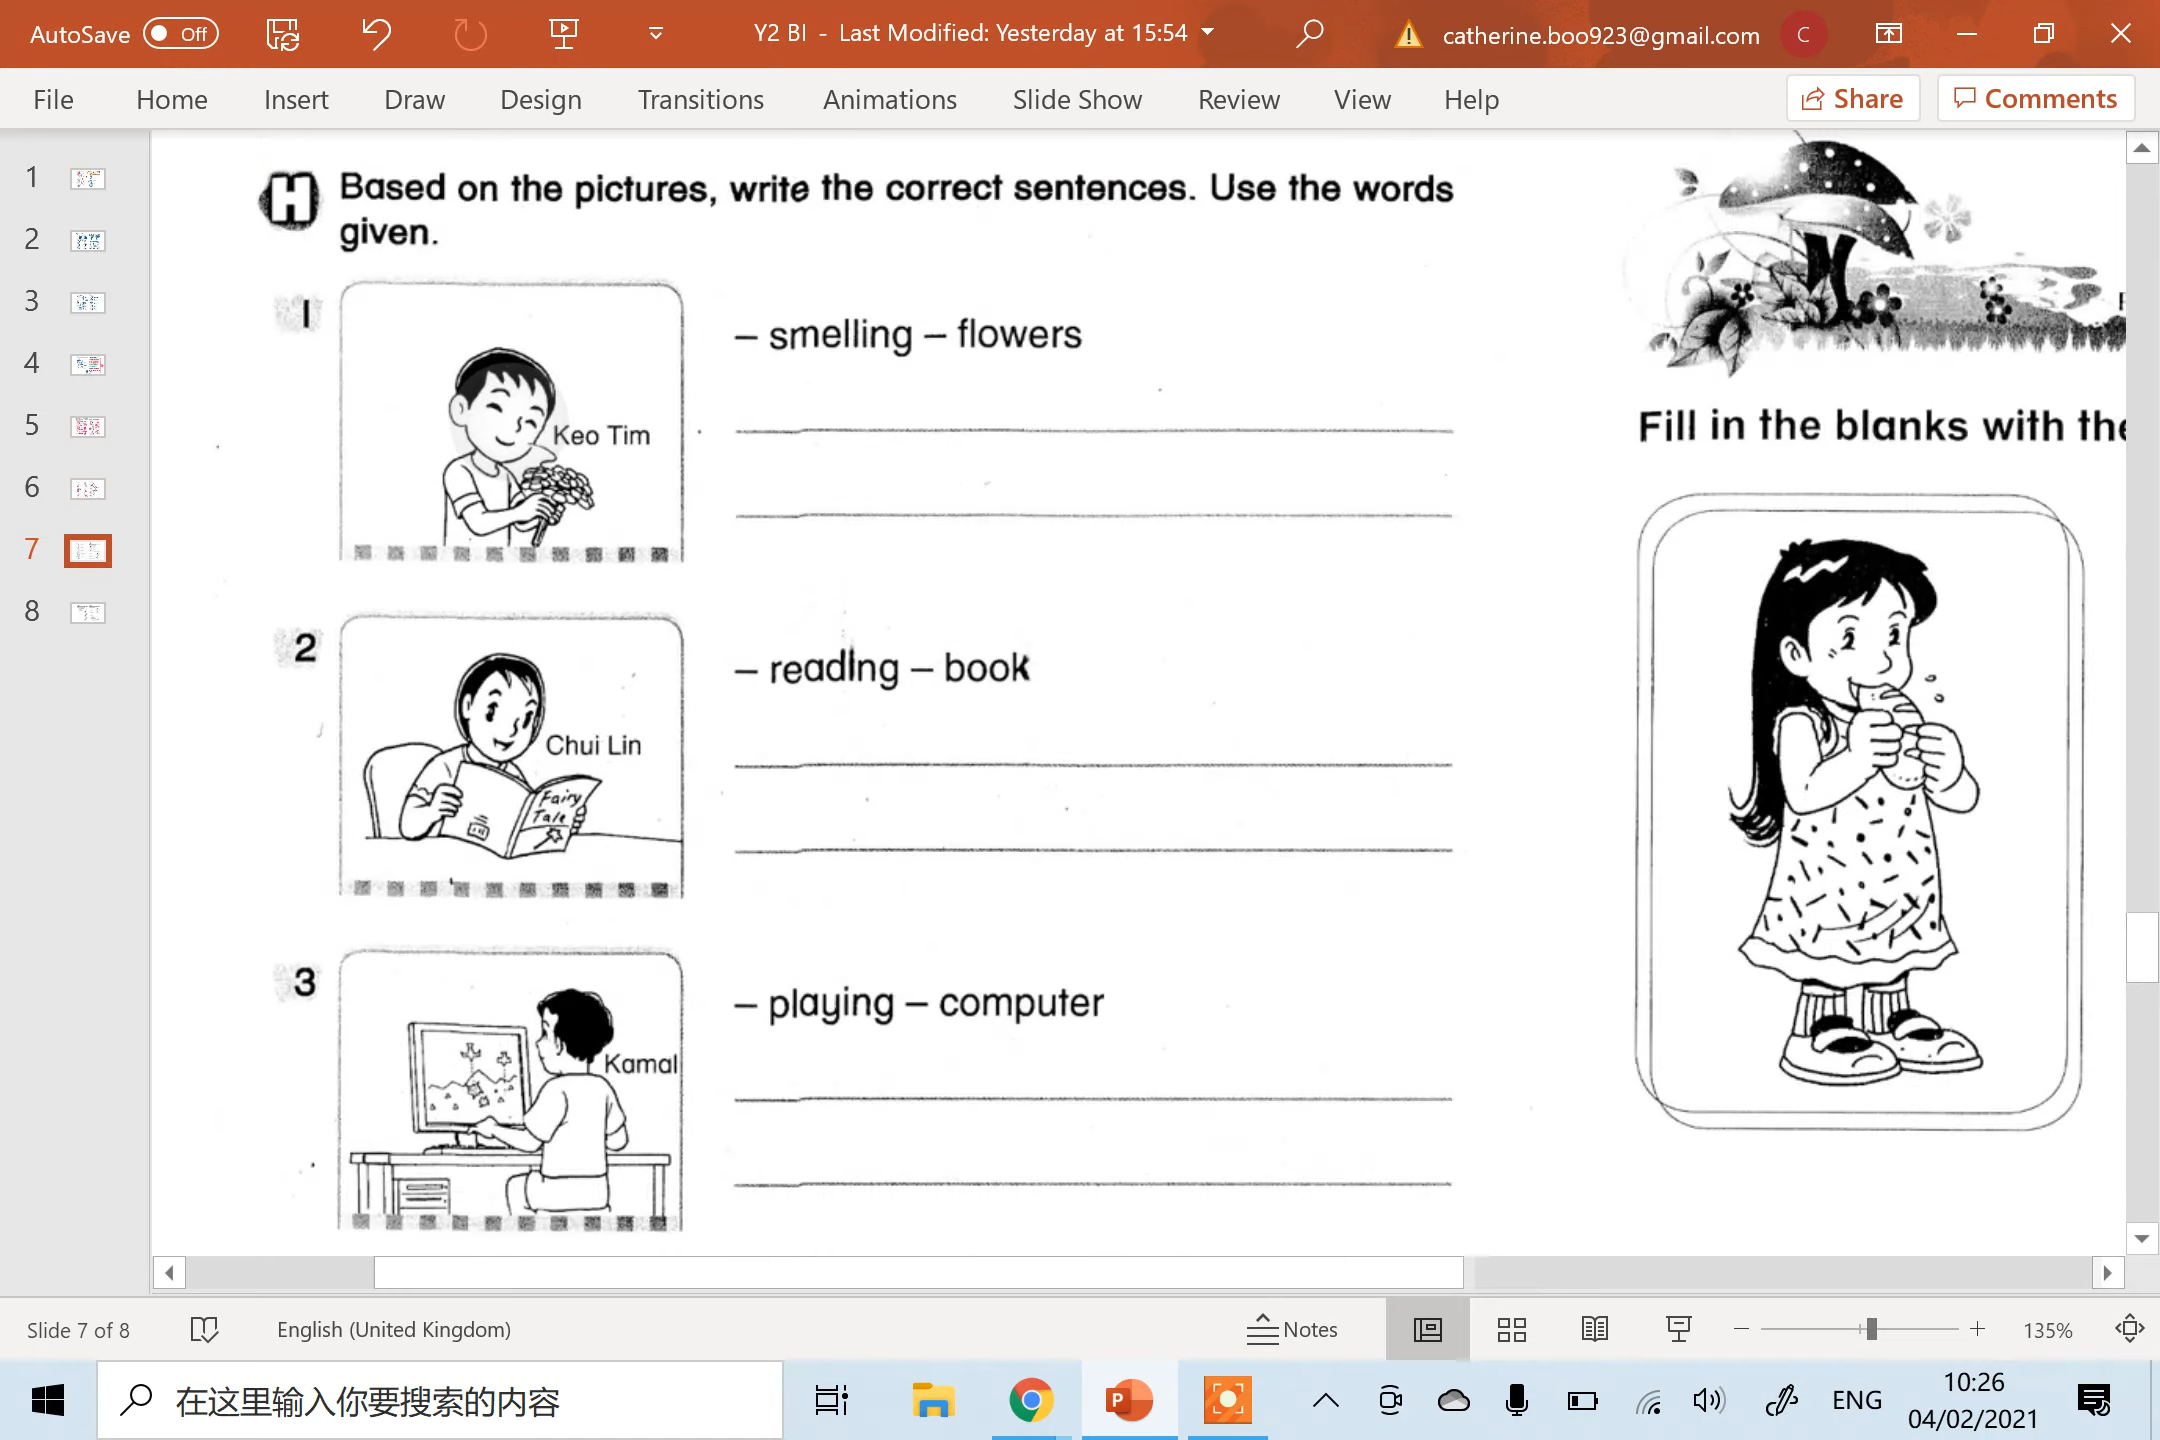 AutoSave Off
Y2 BI - Last Modified: Yesterday at 15:54
catherine.boo923@gmail.com
C
File Home Insert Draw Design Transitions Animations Slide Show Review View Help
Share
Comments
1
2
3
4
5
6
7
8
H Based on the pictures, write the correct sentences. Use the words
given.
1
Keo Tim
– smelling – flowers
2
Chui Lin
Fairy
Tale
– reading – book
3
Kamal
– playing – computer
Fill in the blanks with the
Slide 7 of 8
English (United Kingdom)
Notes
135%
在这里输入你要搜索的内容
P
ENG
10:26
04/02/2021